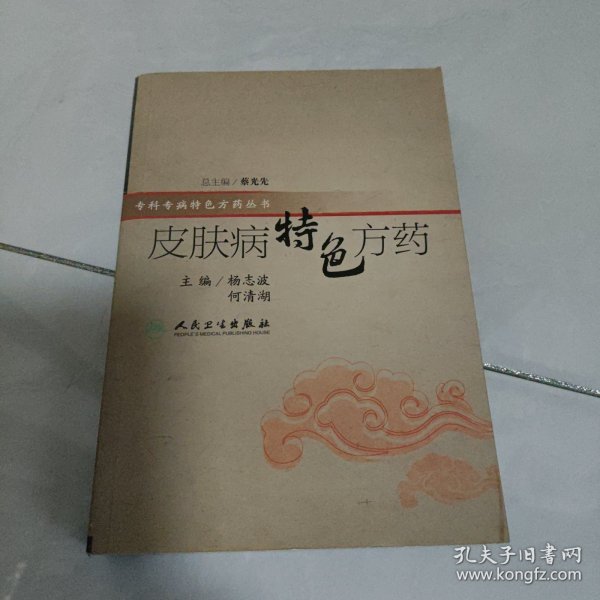 总主编/蔡光先
专科专病特色方药丛书
皮肤病特色方药
主编/杨志波
何清湖
人民卫生出版社
PEOPLE'S MEDICAL PUBLISHING HOUSE
孔夫子旧书网
www.kongfz.com